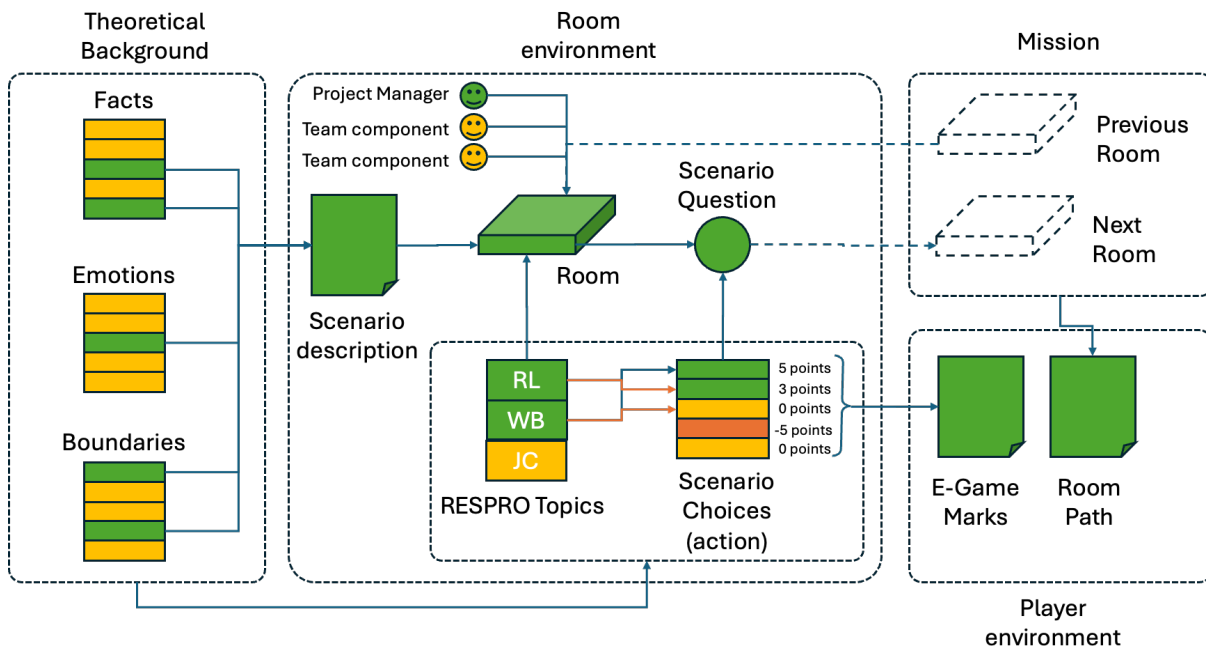 Theoretical
Background
Facts
Emotions
Boundaries
Room
environment
Project Manager
Team component
Team component
Scenario
description
Room
Scenario
Question
RL
WB
JC
RESPRO Topics
5 points
3 points
0 points
-5 points
0 points
Scenario
Choices
(action)
Mission
Previous
Room
Next
Room
E-Game
Marks
Room
Path
Player
environment